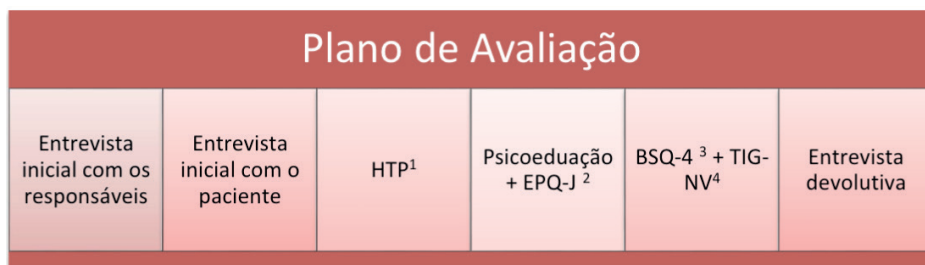 Plano de Avaliação
Entrevista
inicial com os
responsáveis
Entrevista
inicial com o
paciente
HTP¹
Psicoeduação
+ EPQ-J ²
BSQ-4 ³ + TIG-
NV⁴
Entrevista
devolutiva